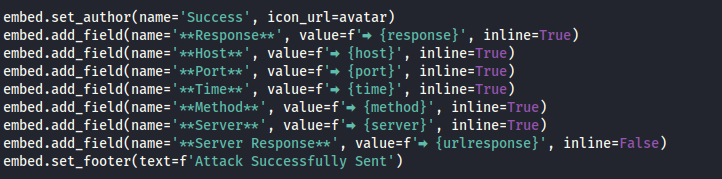 embed.set_author(name='Success', icon_url=avatar)
embed.add_field(name='**Response**', value=f'➡ {response}', inline=True)
embed.add_field(name='**Host**', value=f'➡ {host}', inline=True)
embed.add_field(name='**Port**', value=f'➡ {port}', inline=True)
embed.add_field(name='**Time**', value=f'➡ {time}', inline=True)
embed.add_field(name='**Method**', value=f'➡ {method}', inline=True)
embed.add_field(name='**Server**', value=f'➡ {server}', inline=True)
embed.add_field(name='**Server Response**', value=f'➡ {urlresponse}', inline=False)
embed.set_footer(text=f'Attack Successfully Sent')